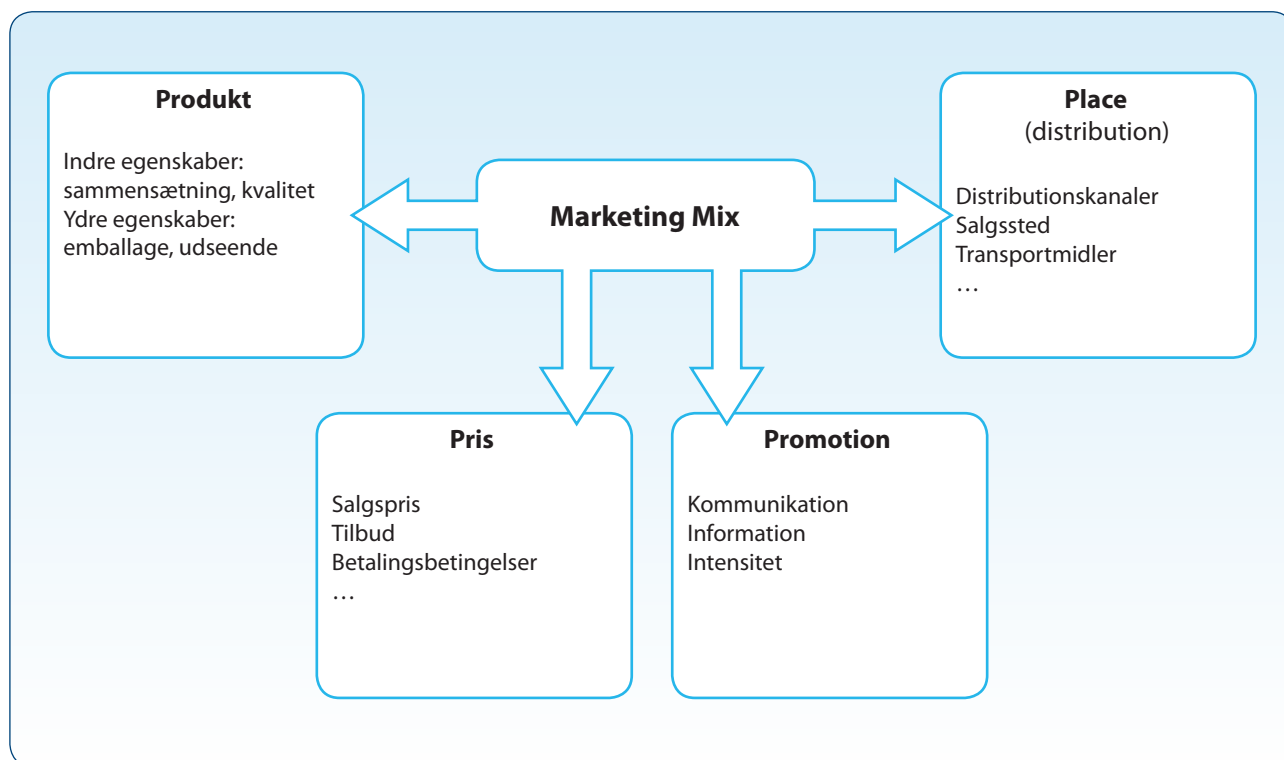 Produkt
Indre egenskaber:
sammensætning, kvalitet
Ydre egenskaber:
emballage, udseende
Marketing Mix
Place
(distribution)
Distributionskanaler
Salgssted
Transportmidler
…
Pris
Salgspris
Tilbud
Betalingsbetingelser
…
Promotion
Kommunikation
Information
Intensitet